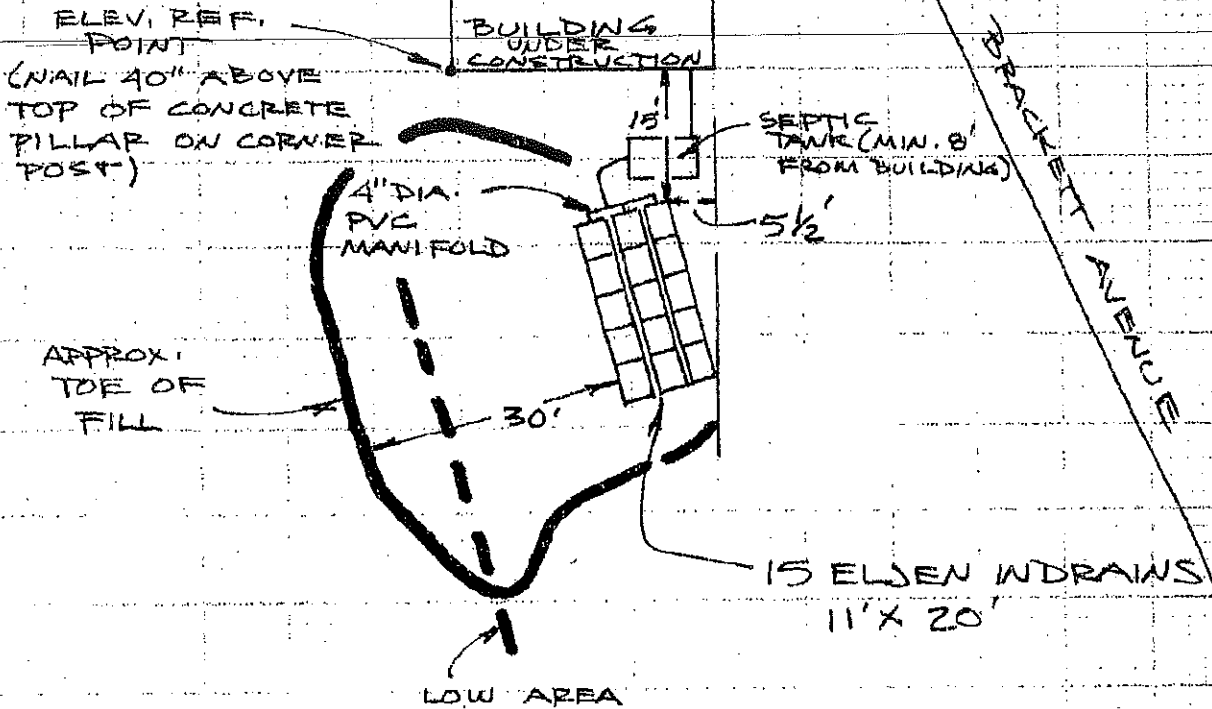 ELEV. REF.
POINT
(NAIL 40" ABOVE
TOP OF CONCRETE
PILLAR ON CORNER
POST)
BUILDING
UNDER
CONSTRUCTION
15'
SEPTIC
TANK (MIN. 8'
FROM BUILDING)
BRACKETT AVENUE
4" DIA.
PVC
MANIFOLD
5 1/2'
APPROX.
TOE OF
FILL
30'
15 ELJEN INDRAINS
11' X 20'
LOW AREA